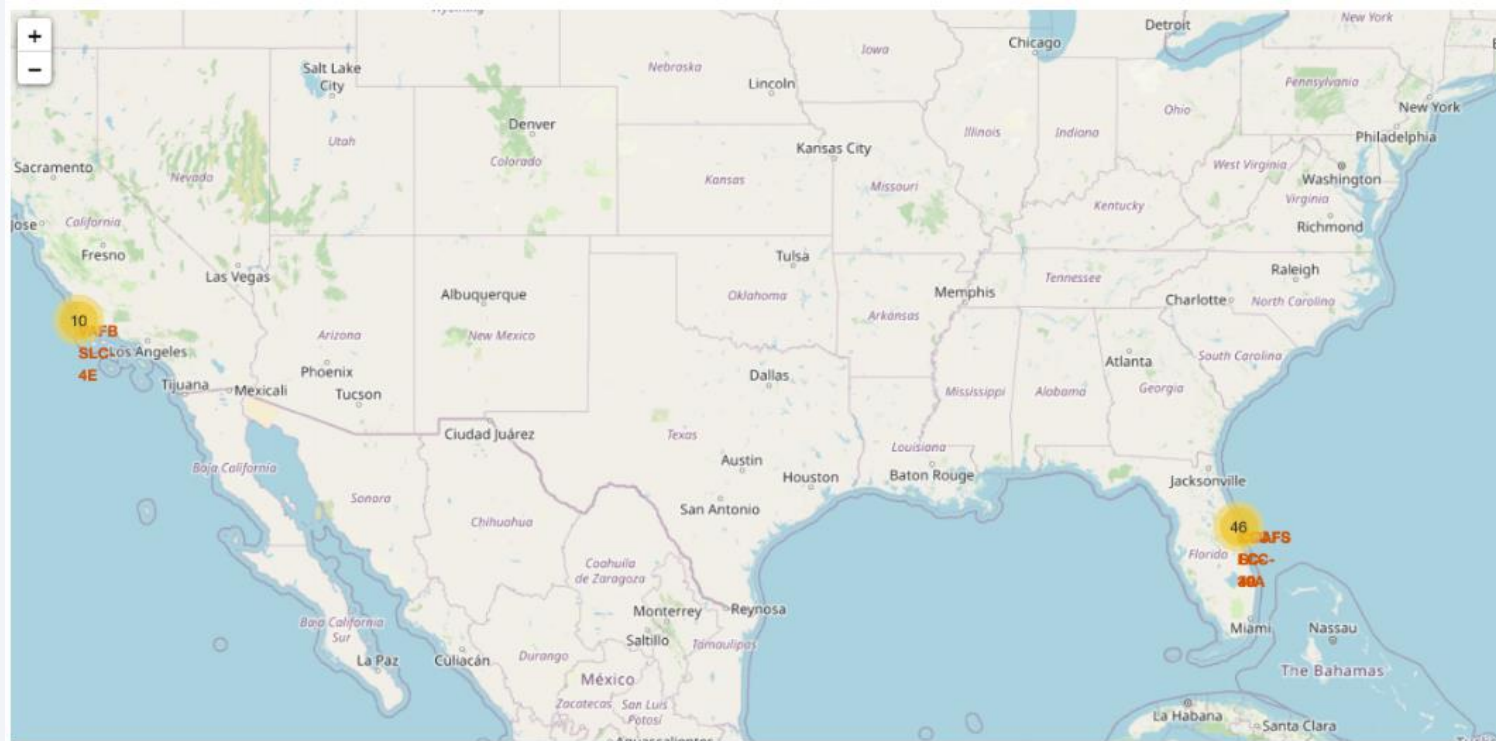 +
−
Wyoming
Iowa
Chicago
Detroit
New York
Salt Lake
City
Nebraska
Lincoln
Pennsylvania
New York
Denver
Utah
Colorado
Illinois
Indiana
Ohio
Philadelphia
Sacramento
Nevada
Kansas City
Kansas
Missouri
West Virginia
Washington
Virginia
Jose
California
Kentucky
Richmond
Fresno
Las Vegas
Tulsa
Tennessee
Raleigh
Albuquerque
Oklahoma
Memphis
Charlotte
North Carolina
10
AFB
SLC-
4E
Los Angeles
Arizona
New Mexico
Arkansas
Atlanta
South Carolina
Phoenix
Dallas
Tijuana
Mexicali
Tucson
Mississippi
Alabama
Georgia
Ciudad Juárez
Texas
Louisiana
Baja California
Austin
Houston
Baton Rouge
Jacksonville
Sonora
Chihuahua
San Antonio
46
AFS
Florida
Coahuila
de Zaragoza
Monterrey
Reynosa
Baja California
Sur
Saltillo
Tamaulipas
Miami
Nassau
La Paz
Culiacán
Durango
México
The Bahamas
Zacatecas
San Luis
Potosí
La Habana
Santa Clara
Aguascalientes